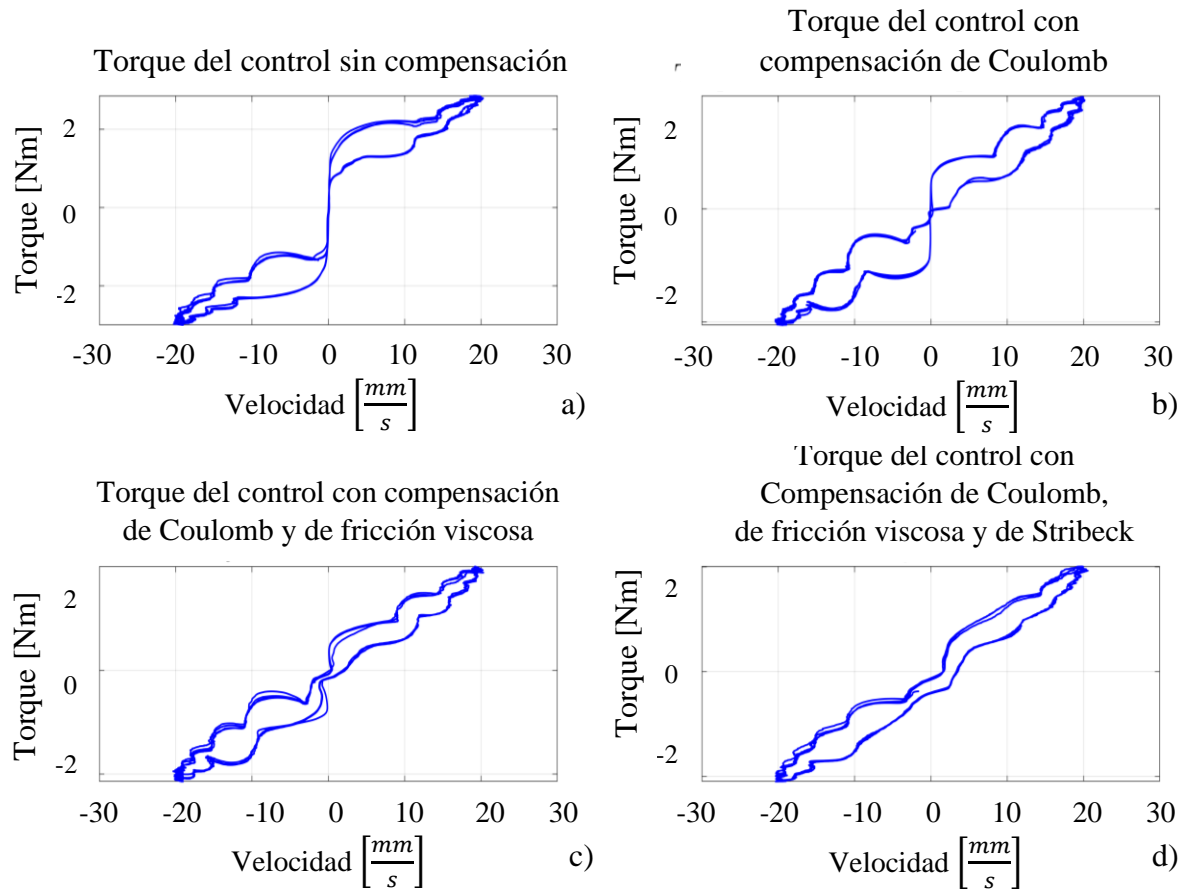 Torque del control sin compensación
Torque [Nm]
2
0
-2
-30 -20 -10 0 10 20 30
Velocidad [mm/s]
a)
Torque del control con
compensación de Coulomb
Torque [Nm]
2
0
-2
-30 -20 -10 0 10 20 30
Velocidad [mm/s]
b)
Torque del control con compensación
de Coulomb y de fricción viscosa
Torque [Nm]
2
0
-2
-30 -20 -10 0 10 20 30
Velocidad [mm/s]
c)
Torque del control con
Compensación de Coulomb,
de fricción viscosa y de Stribeck
Torque [Nm]
2
0
-2
-30 -20 -10 0 10 20 30
Velocidad [mm/s]
d)